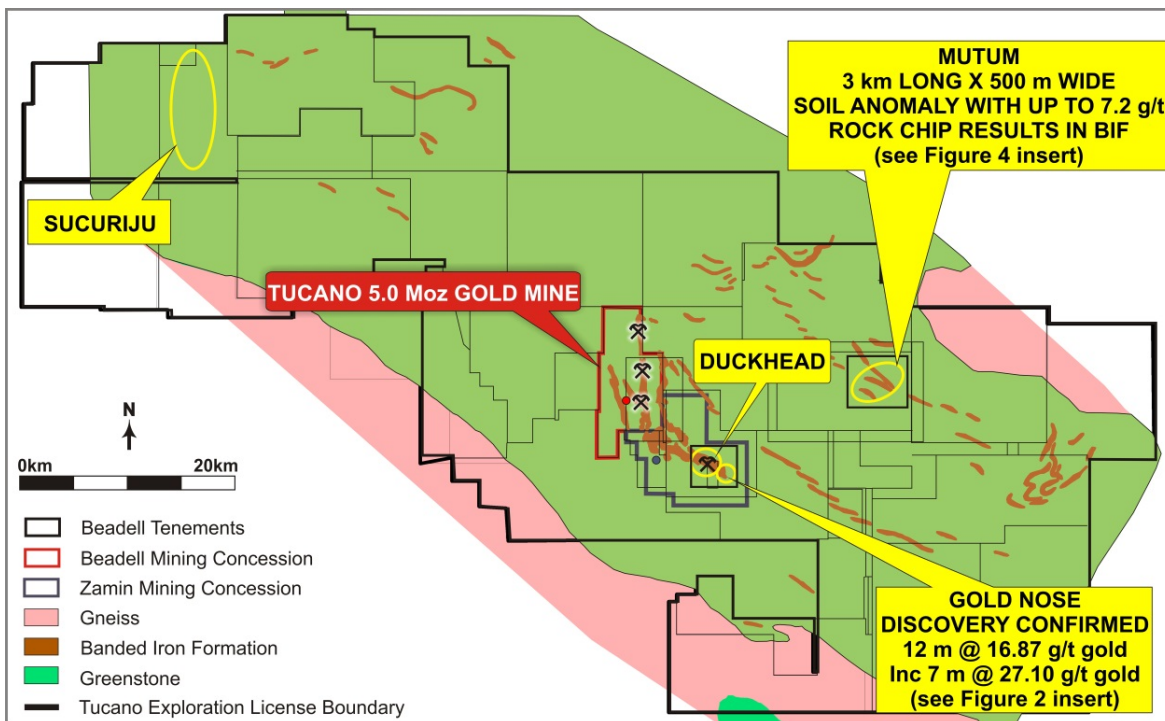 MUTUM
3 km LONG X 500 m WIDE
SOIL ANOMALY WITH UP TO 7.2 g/t
ROCK CHIP RESULTS IN BIF
(see Figure 4 insert)
SUCURIJU
TUCANO 5.0 Moz GOLD MINE
DUCKHEAD
N
0km 20km
Beadell Tenements
Beadell Mining Concession
Zamin Mining Concession
Gneiss
Banded Iron Formation
Greenstone
Tucano Exploration License Boundary
GOLD NOSE
DISCOVERY CONFIRMED
12 m @ 16.87 g/t gold
Inc 7 m @ 27.10 g/t gold
(see Figure 2 insert)